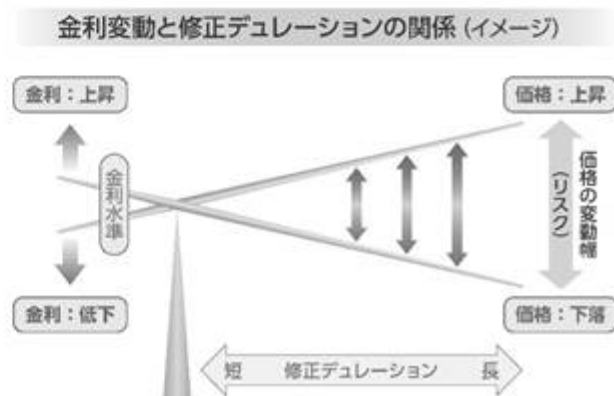 金利変動と修正デュレーションの関係（イメージ）
金利：上昇
価格：上昇
金利水準
価格の変動幅
（リスク）
金利：低下
価格：下落
短 修正デュレーション 長